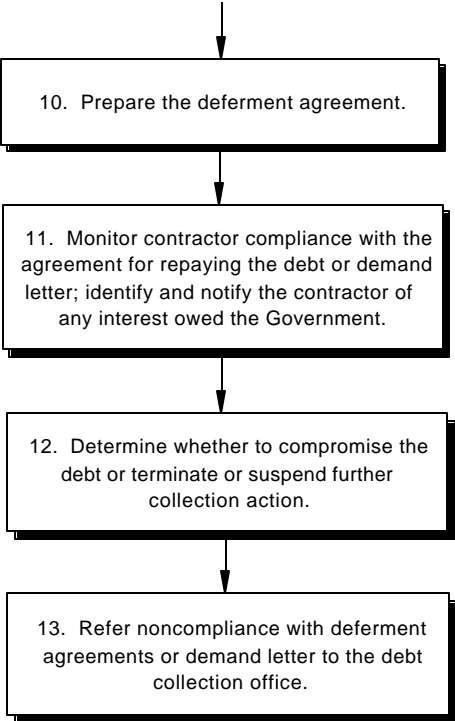 10.  Prepare the deferment agreement.
11.  Monitor contractor compliance with the
agreement for repaying the debt or demand
letter; identify and notify the contractor of
any interest owed the Government.
12.  Determine whether to compromise the
debt or terminate or suspend further
collection action.
13.  Refer noncompliance with deferment
agreements or demand letter to the debt
collection office.